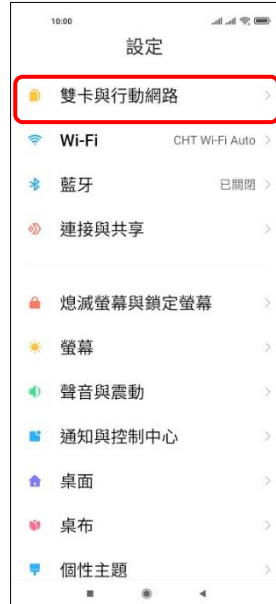 10:00
設定
雙卡與行動網路
Wi-Fi CHT Wi-Fi Auto
藍牙 已關閉
連接與共享
熄滅螢幕與鎖定螢幕
螢幕
聲音與震動
通知與控制中心
桌面
桌布
個性主題